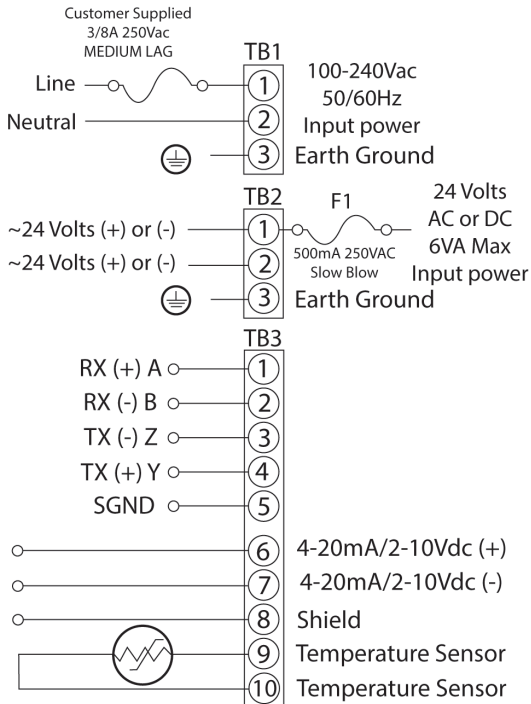 Customer Supplied
3/8A 250Vac
MEDIUM LAG
TB1
Line
1
100-240Vac
50/60Hz
Input power
Neutral
2
3
Earth Ground
TB2
F1
24 Volts
AC or DC
6VA Max
Input power
~24 Volts (+) or (-)
1
500mA 250VAC
Slow Blow
~24 Volts (+) or (-)
2
3
Earth Ground
TB3
RX (+) A
1
RX (-) B
2
TX (-) Z
3
TX (+) Y
4
SGND
5
6
4-20mA/2-10Vdc (+)
7
4-20mA/2-10Vdc (-)
8
Shield
9
Temperature Sensor
10
Temperature Sensor